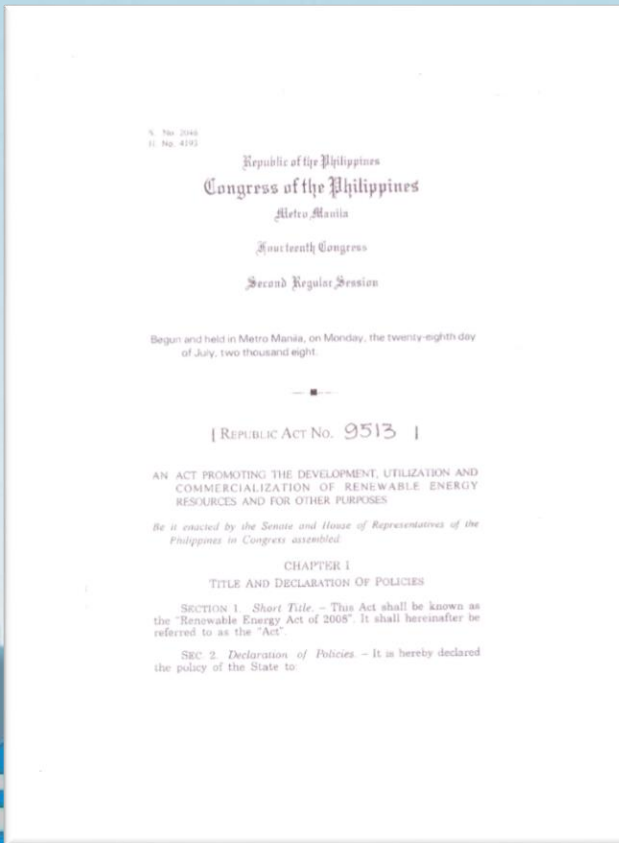 S. No. 2046
H. No. 4193
Republic of the Philippines
Congress of the Philippines
Metro Manila
Fourteenth Congress
Second Regular Session
Begun and held in Metro Manila, on Monday, the twenty-eighth day
of July, two thousand eight.
[ REPUBLIC ACT NO. 9513 ]
AN ACT PROMOTING THE DEVELOPMENT, UTILIZATION AND
COMMERCIALIZATION OF RENEWABLE ENERGY
RESOURCES AND FOR OTHER PURPOSES
Be it enacted by the Senate and House of Representatives of the
Philippines in Congress assembled:
CHAPTER I
TITLE AND DECLARATION OF POLICIES
SECTION 1. Short Title. – This Act shall be known as
the "Renewable Energy Act of 2008". It shall hereinafter be
referred to as the "Act".
SEC. 2. Declaration of Policies. – It is hereby declared
the policy of the State to: